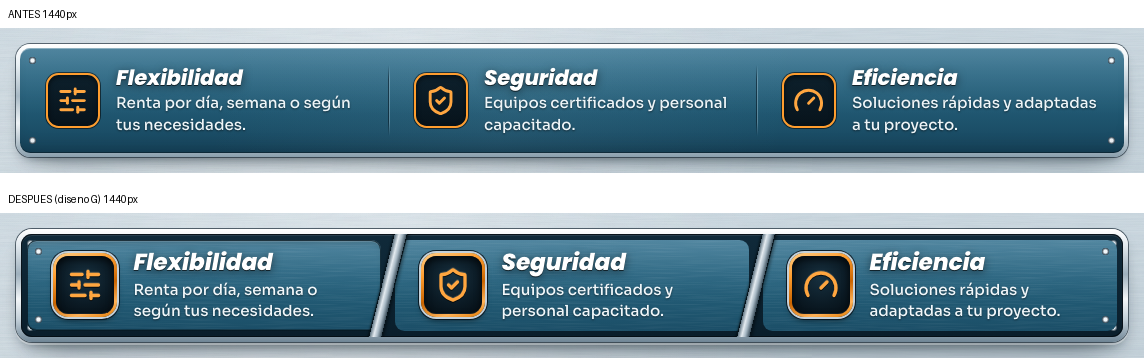 ANTES 1440px
Flexibilidad
Renta por día, semana o según
tus necesidades.
Seguridad
Equipos certificados y personal
capacitado.
Eficiencia
Soluciones rápidas y adaptadas
a tu proyecto.
DESPUES (diseno G) 1440px
Flexibilidad
Renta por día, semana o
según tus necesidades.
Seguridad
Equipos certificados y
personal capacitado.
Eficiencia
Soluciones rápidas y
adaptadas a tu proyecto.